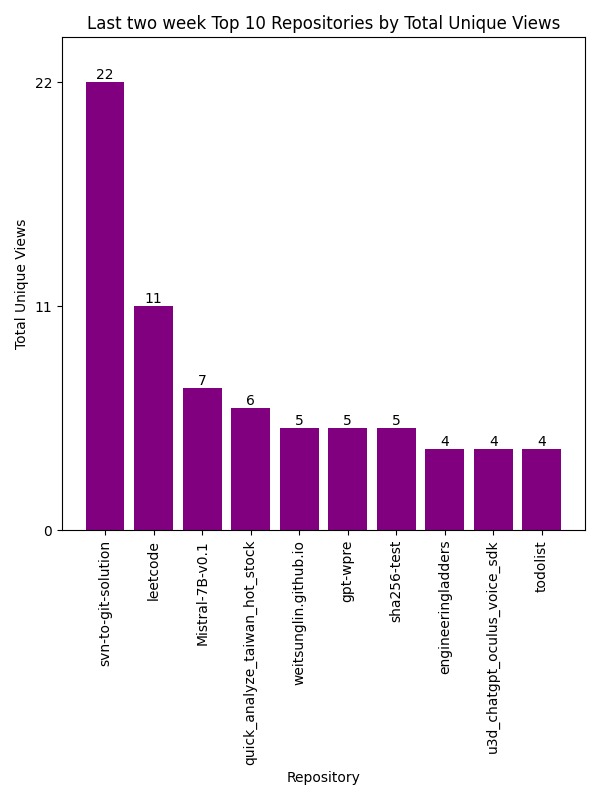 Last two week Top 10 Repositories by Total Unique Views
Total Unique Views
22
11
0
22
11
7
6
5
5
5
4
4
4
svn-to-git-solution
leetcode
Mistral-7B-v0.1
quick_analyze_taiwan_hot_stock
weitsunglin.github.io
gpt-wpre
sha256-test
engineeringladders
u3d_chatgpt_oculus_voice_sdk
todolist
Repository